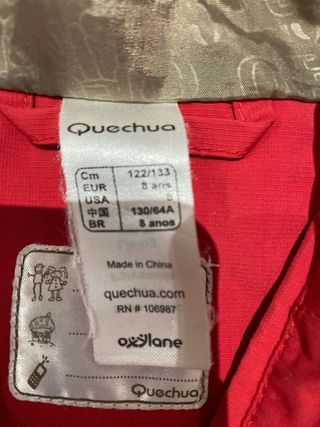 Quechua
Cm 122/133
EUR 8 ans
USA 8
中国 130/64A
BR 8 anos
Made in China
quechua.com
RN # 106987
oxylane
Quechua